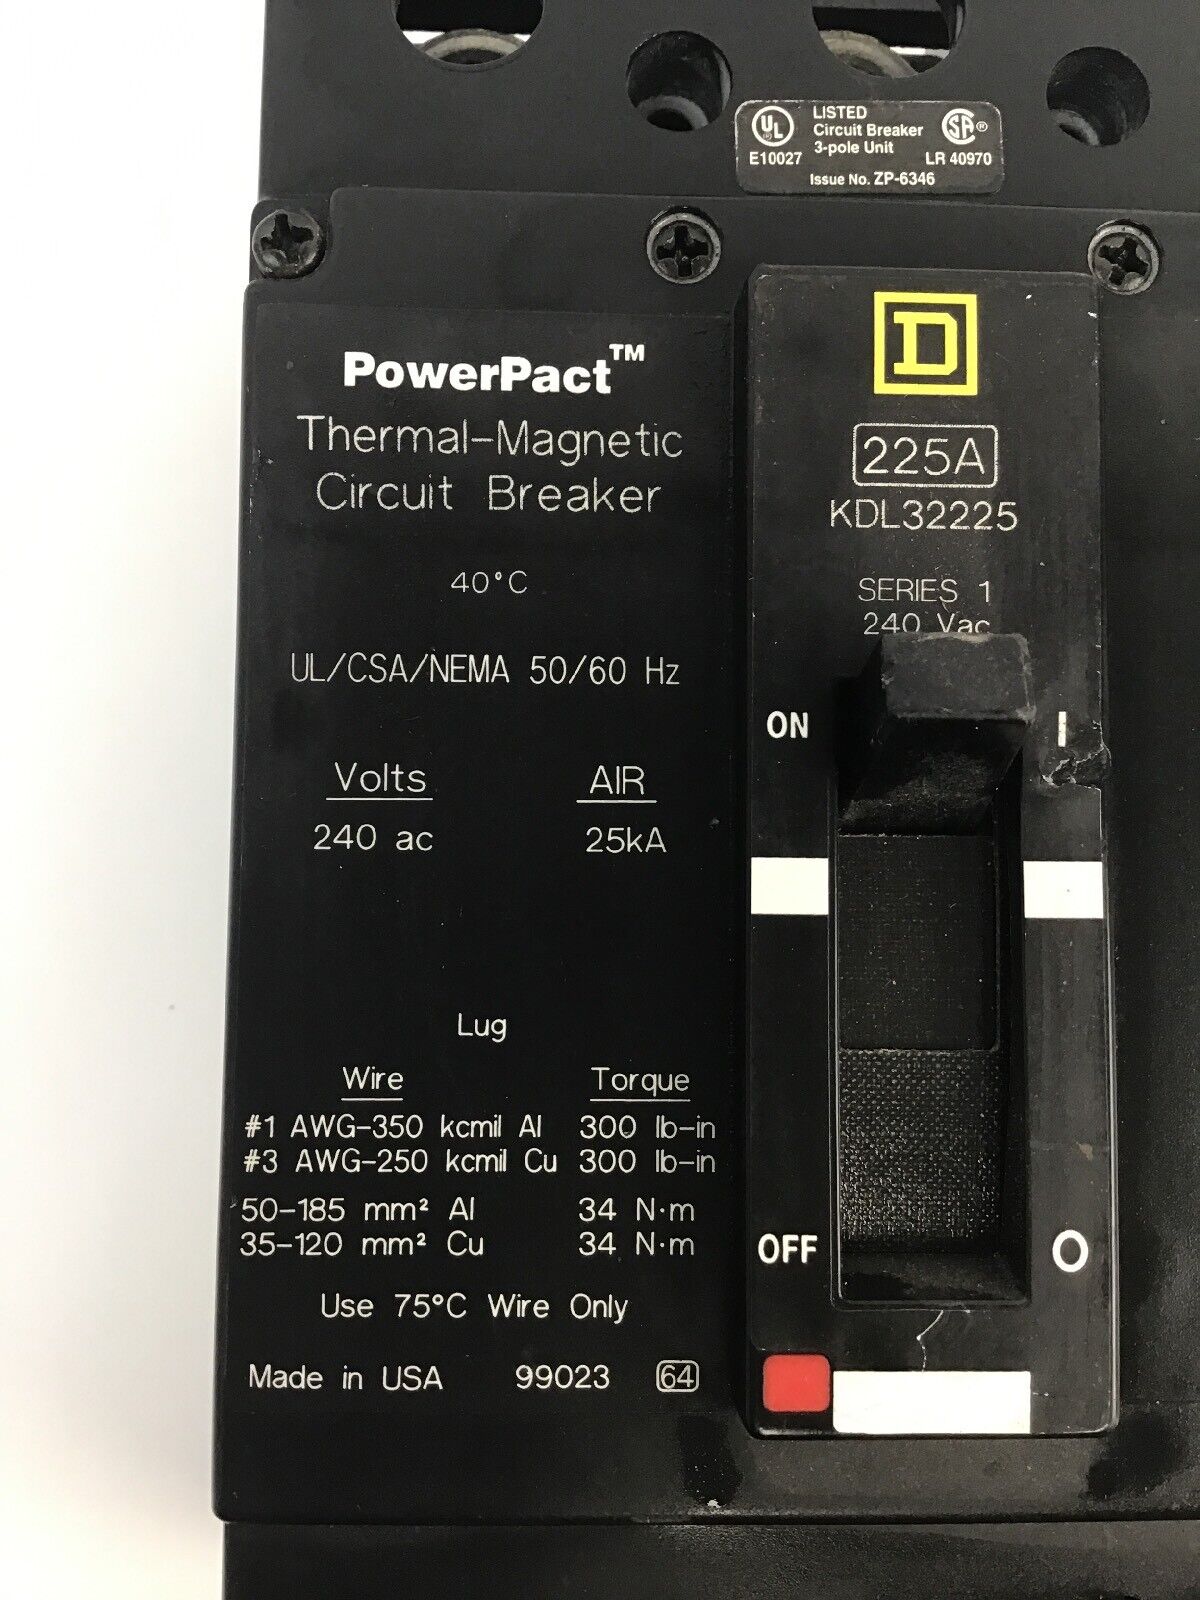 UL LISTED SA®
Circuit Breaker
E10027 3-pole Unit LR 40970
Issue No. ZP-6346
PowerPact™
Thermal-Magnetic
Circuit Breaker
40°C
UL/CSA/NEMA 50/60 Hz
Volts AIR
240 ac 25kA
Lug
Wire Torque
#1 AWG-350 kcmil Al 300 lb-in
#3 AWG-250 kcmil Cu 300 lb-in
50-185 mm² Al 34 N·m
35-120 mm² Cu 34 N·m
Use 75°C Wire Only
Made in USA 99023 64
D
225A
KDL32225
SERIES 1
240 Vac
ON I
OFF O